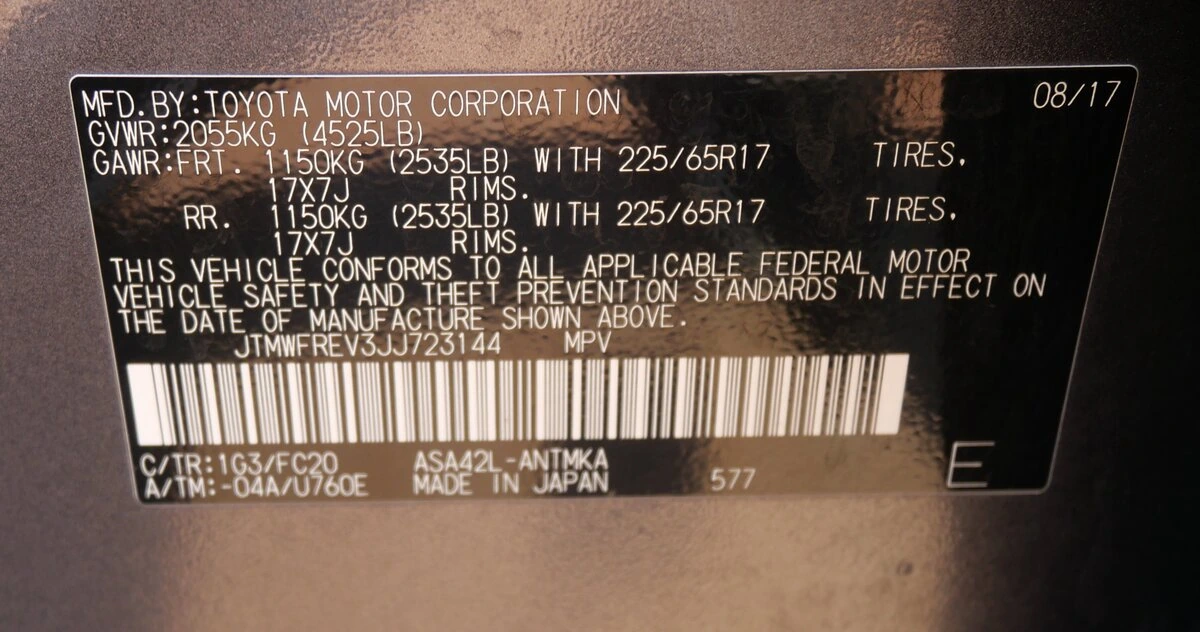 MFD.BY:TOYOTA MOTOR CORPORATION 08/17
GVWR:2055KG (4525LB)
GAWR:FRT. 1150KG (2535LB) WITH 225/65R17 TIRES,
17X7J RIMS.
RR. 1150KG (2535LB) WITH 225/65R17 TIRES,
17X7J RIMS.
THIS VEHICLE CONFORMS TO ALL APPLICABLE FEDERAL MOTOR
VEHICLE SAFETY AND THEFT PREVENTION STANDARDS IN EFFECT ON
THE DATE OF MANUFACTURE SHOWN ABOVE.
JTMWFREV3JJ723144 MPV
C/TR:1G3/FC20 ASA42L-ANTMKA
A/TM:-04A/U760E MADE IN JAPAN 577 E